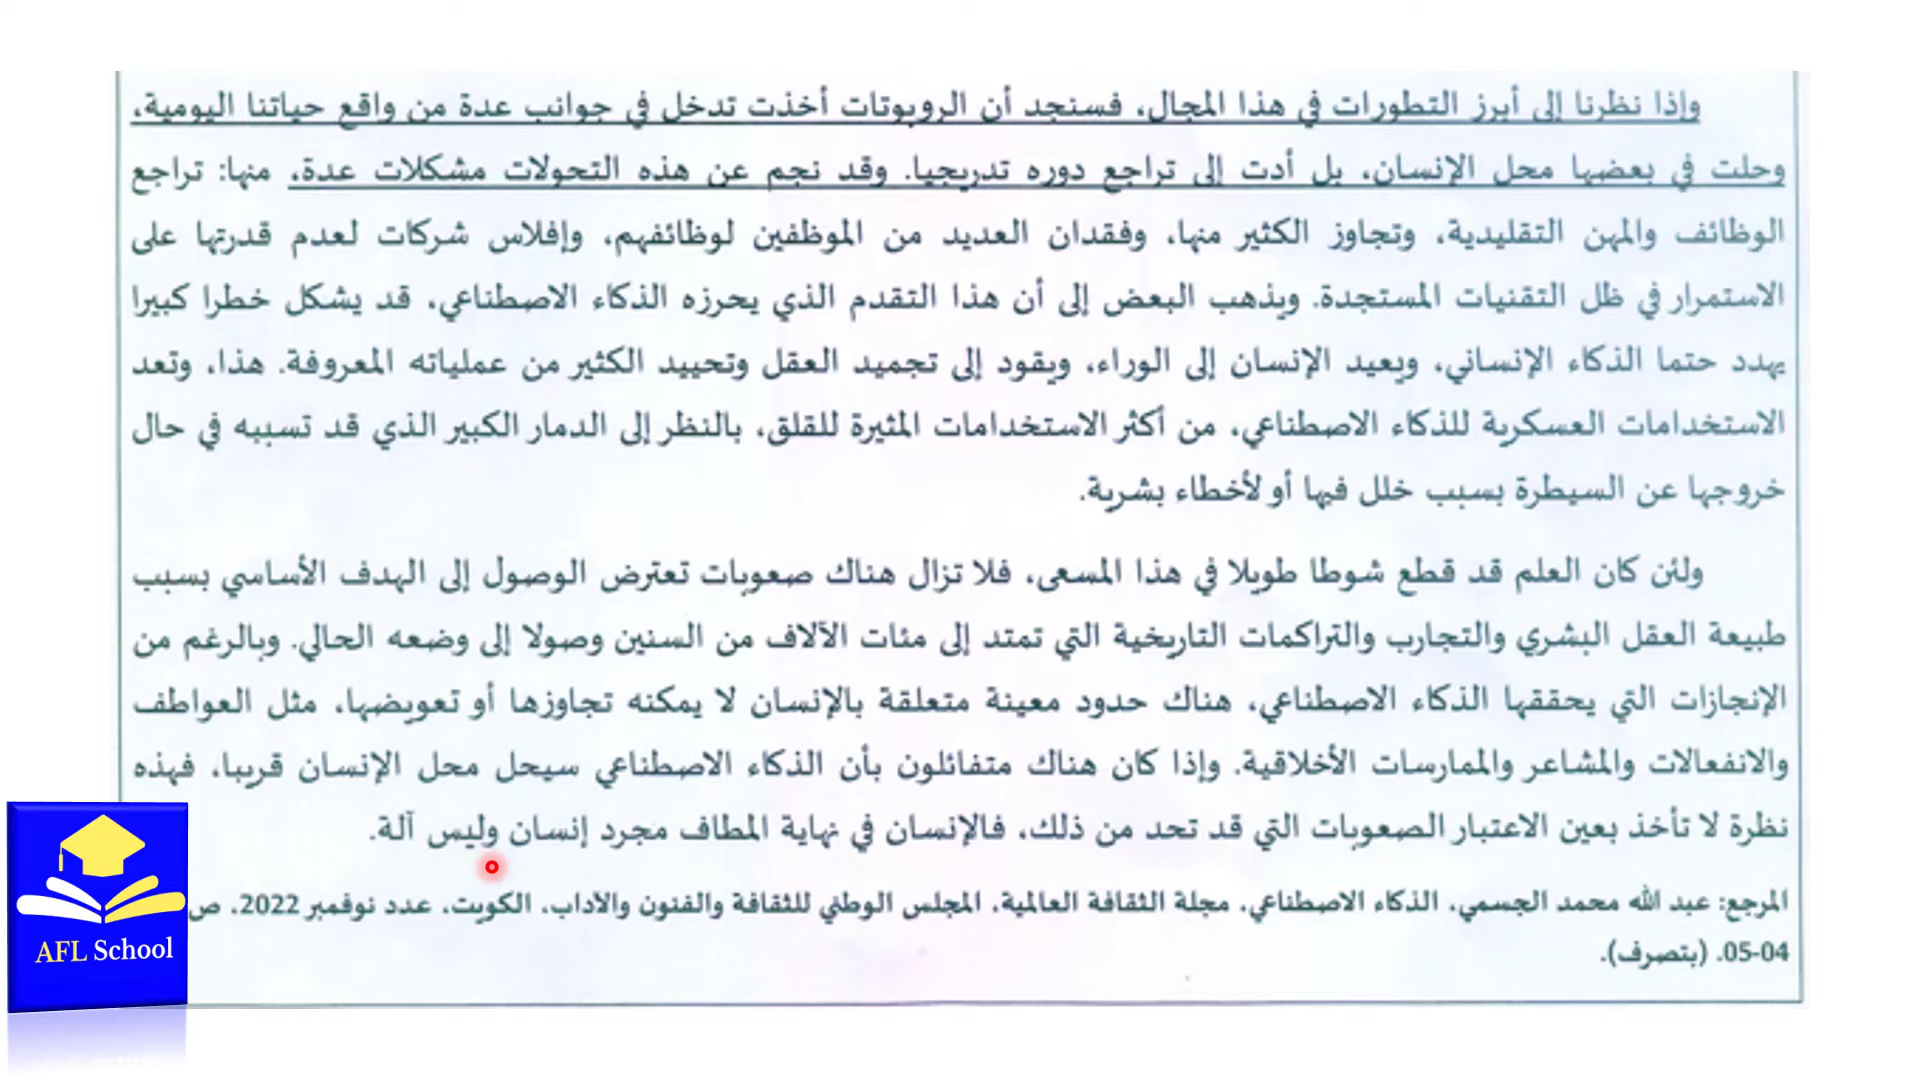 وإذا نظرنا إلى أبرز التطورات في هذا المجال، فسنجد أن الروبوتات أخذت تدخل في جوانب عدة من واقع حياتنا اليومية،
وحلت في بعضها محل الإنسان، بل أدت إلى تراجع دوره تدريجيا. وقد نجم عن هذه التحولات مشكلات عدة، منها: تراجع
الوظائف والمهن التقليدية، وتجاوز الكثير منها، وفقدان العديد من الموظفين لوظائفهم، وإفلاس شركات لعدم قدرتها على
الاستمرار في ظل التقنيات المستجدة. ويذهب البعض إلى أن هذا التقدم الذي يحرزه الذكاء الاصطناعي، قد يشكل خطرا كبيرا
يهدد حتما الذكاء الإنساني، ويعيد الإنسان إلى الوراء، ويقود إلى تجميد العقل وتحييد الكثير من عملياته المعروفة. هذا، وتعد
الاستخدامات العسكرية للذكاء الاصطناعي، من أكثر الاستخدامات المثيرة للقلق، بالنظر إلى الدمار الكبير الذي قد تسببه في حال
خروجها عن السيطرة بسبب خلل فيها أو لأخطاء بشرية.
ولئن كان العلم قد قطع شوطا طويلا في هذا المسعى، فلا تزال هناك صعوبات تعترض الوصول إلى الهدف الأساسي بسبب
طبيعة العقل البشري والتجارب والتراكمات التاريخية التي تمتد إلى مئات الآلاف من السنين وصولا إلى وضعه الحالي. وبالرغم من
الإنجازات التي يحققها الذكاء الاصطناعي، هناك حدود معينة متعلقة بالإنسان لا يمكنه تجاوزها أو تعويضها، مثل العواطف
والانفعالات والمشاعر والممارسات الأخلاقية. وإذا كان هناك متفائلون بأن الذكاء الاصطناعي سيحل محل الإنسان قريبا، فهذه
نظرة لا تأخذ بعين الاعتبار الصعوبات التي قد تحد من ذلك، فالإنسان في نهاية المطاف مجرد إنسان وليس آلة.
المرجع: عبد الله محمد الجسمي، الذكاء الاصطناعي، مجلة الثقافة العالمية، المجلس الوطني للثقافة والفنون والآداب، الكويت، عدد نوفمبر 2022، ص
04-05. (بتصرف).
AFL School